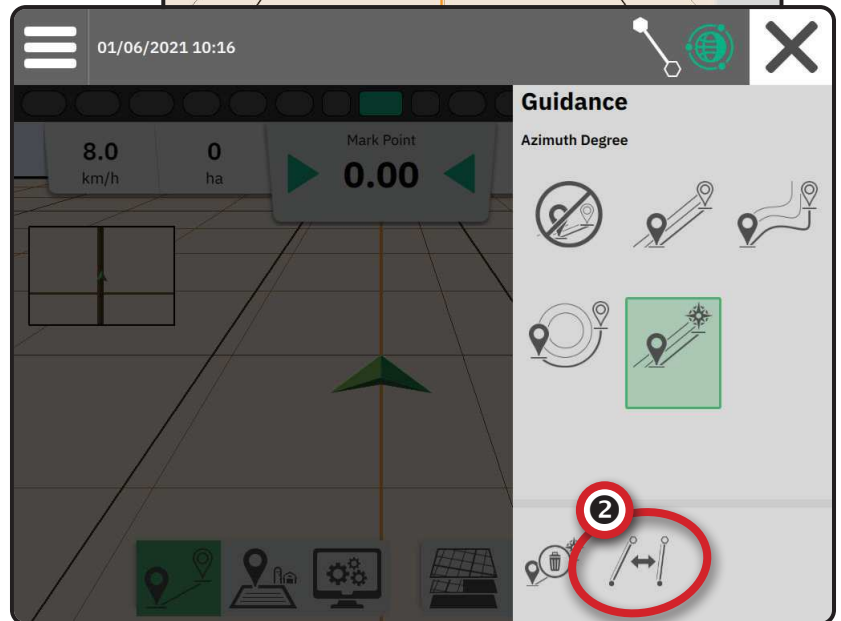 01/06/2021 10:16
Guidance
Azimuth Degree
8.0
km/h
0
ha
Mark Point
0.00
2